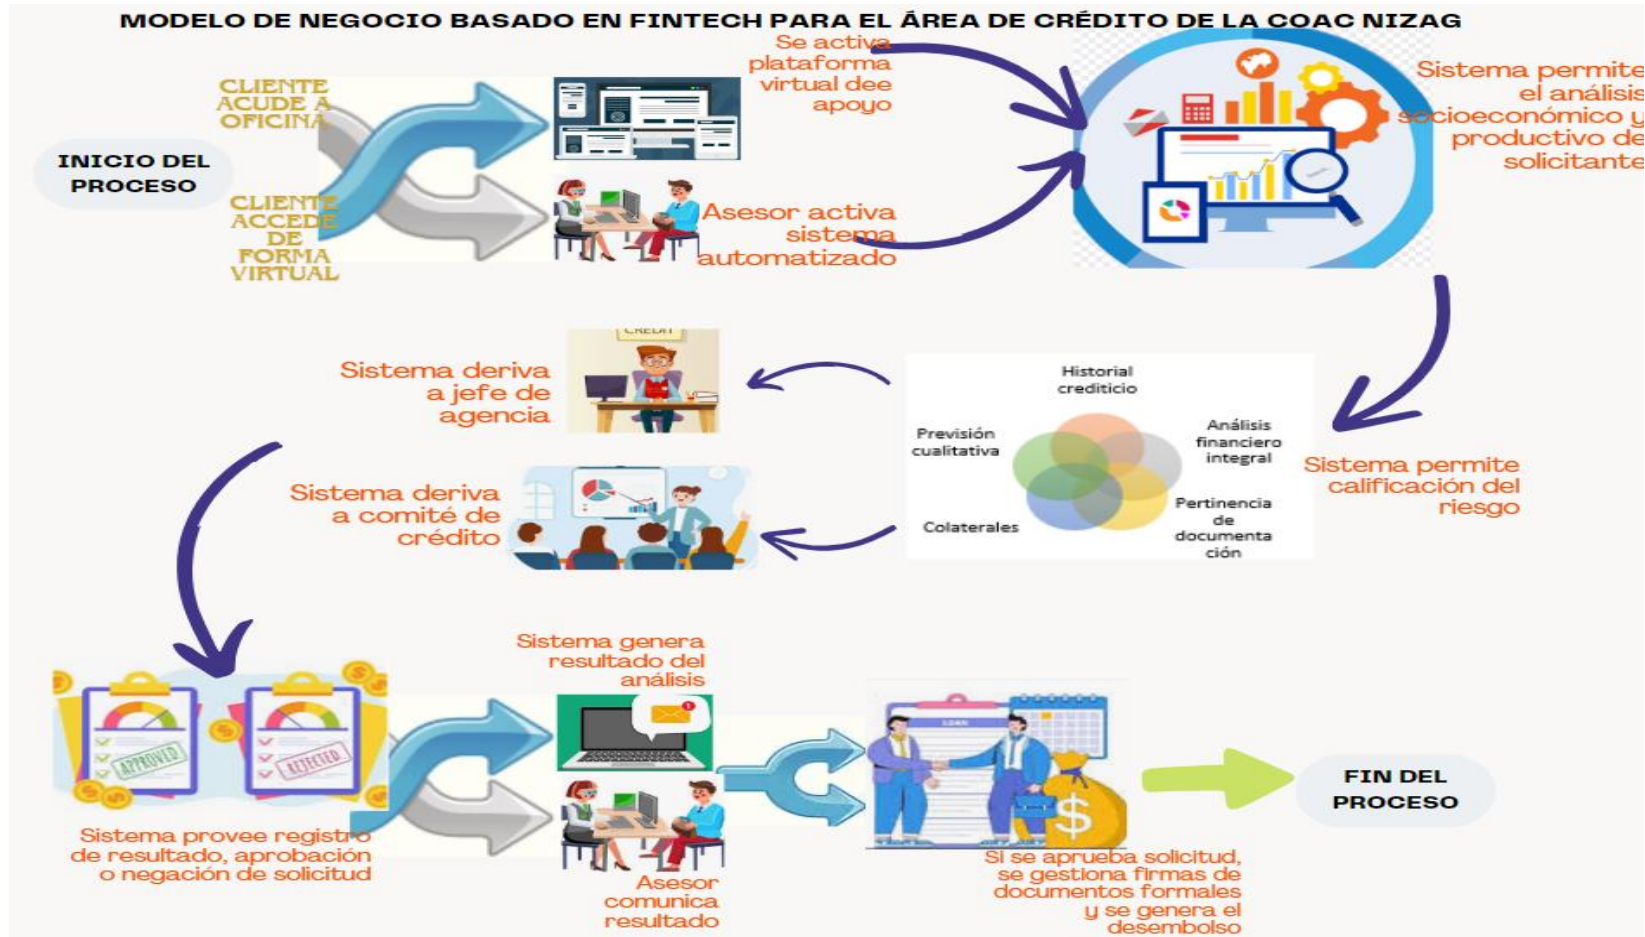 MODELO DE NEGOCIO BASADO EN FINTECH PARA EL ÁREA DE CRÉDITO DE LA COAC NIZAG
INICIO DEL
PROCESO
CLIENTE
ACUDE A
OFICINA
CLIENTE
ACCEDE
DE
FORMA
VIRTUAL
Se activa
plataforma
virtual dee
apoyo
Asesor activa
sistema
automatizado
Sistema permite
el análisis
socioeconómico y
productivo de
solicitante
Sistema permite
calificación del
riesgo
Historial
crediticio
Análisis
financiero
integral
Pertinencia
de
documenta
ción
Colaterales
Previsión
cualitativa
CREDIT
Sistema deriva
a jefe de
agencia
Sistema deriva
a comité de
crédito
APPROVED
REJECTED
Sistema provee registro
de resultado, aprobación
o negación de solicitud
Sistema genera
resultado del
análisis
1
Asesor
comunica
resultado
LOAN
$
Si se aprueba solicitud,
se gestiona firmas de
documentos formales
y se genera el
desembolso
FIN DEL
PROCESO